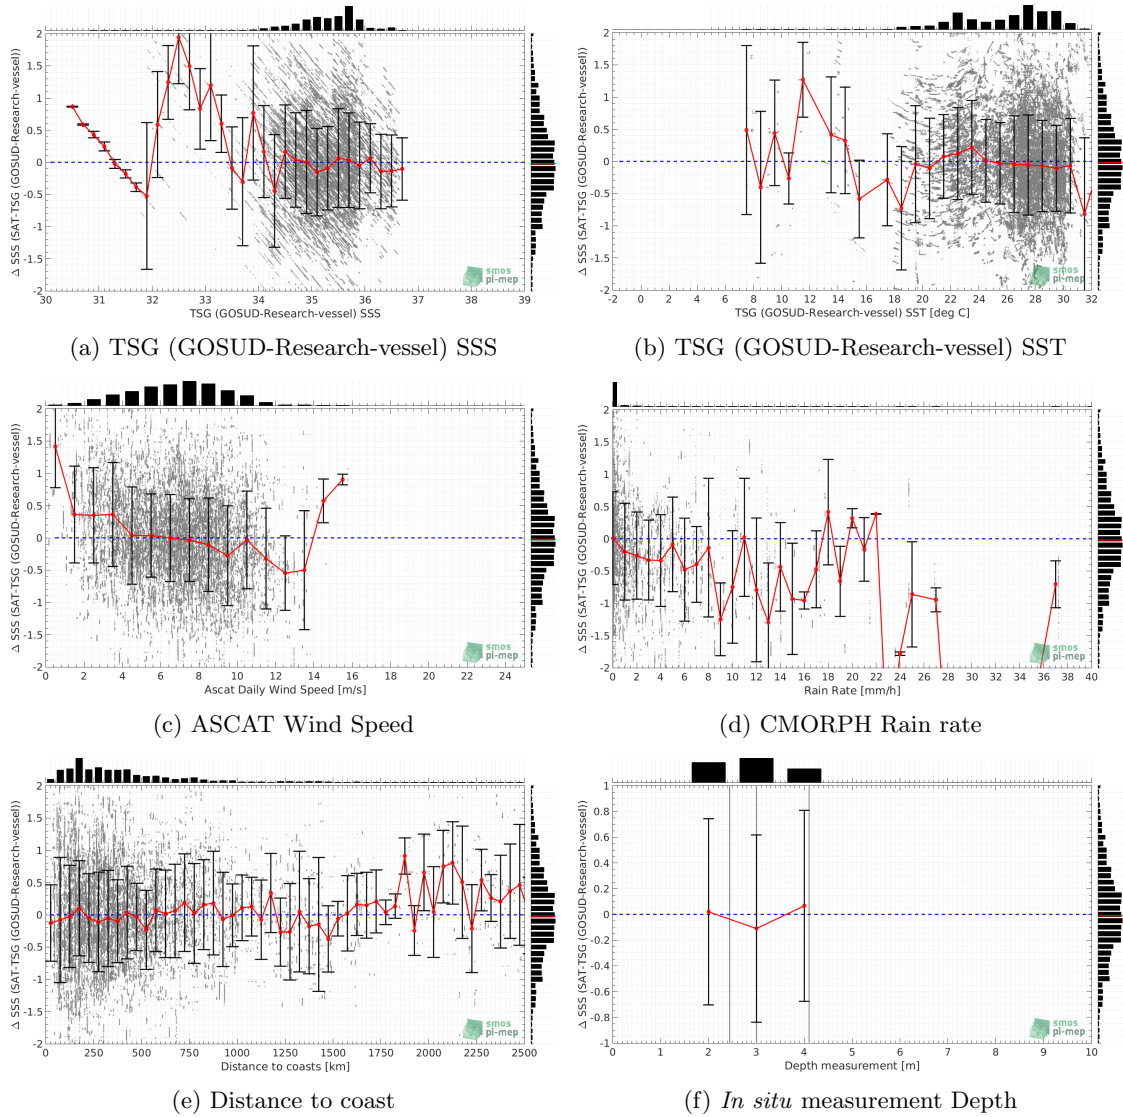 Δ SSS (SAT-TSG (GOSUD-Research-vessel))
2
1.5
1
0.5
0
-0.5
-1
-1.5
-2
30 31 32 33 34 35 36 37 38 39
TSG (GOSUD-Research-vessel) SSS
smos
pi-mep
(a) TSG (GOSUD-Research-vessel) SSS
Δ SSS (SAT-TSG (GOSUD-Research-vessel))
2
1.5
1
0.5
0
-0.5
-1
-1.5
-2
-2 0 2 4 6 8 10 12 14 16 18 20 22 24 26 28 30 32
TSG (GOSUD-Research-vessel) SST [deg C]
smos
pi-mep
(b) TSG (GOSUD-Research-vessel) SST
Δ SSS (SAT-TSG (GOSUD-Research-vessel))
2
1.5
1
0.5
0
-0.5
-1
-1.5
-2
0 2 4 6 8 10 12 14 16 18 20 22 24
Ascat Daily Wind Speed [m/s]
smos
pi-mep
(c) ASCAT Wind Speed
Δ SSS (SAT-TSG (GOSUD-Research-vessel))
2
1.5
1
0.5
0
-0.5
-1
-1.5
-2
0 2 4 6 8 10 12 14 16 18 20 22 24 26 28 30 32 34 36 38 40
Rain Rate [mm/h]
smos
pi-mep
(d) CMORPH Rain rate
Δ SSS (SAT-TSG (GOSUD-Research-vessel))
2
1.5
1
0.5
0
-0.5
-1
-1.5
-2
0 250 500 750 1000 1250 1500 1750 2000 2250 2500
Distance to coasts [km]
smos
pi-mep
(e) Distance to coast
Δ SSS (SAT-TSG (GOSUD-Research-vessel))
1
0.8
0.6
0.4
0.2
0
-0.2
-0.4
-0.6
-0.8
-1
0 1 2 3 4 5 6 7 8 9 10
Depth measurement [m]
smos
pi-mep
(f) In situ measurement Depth